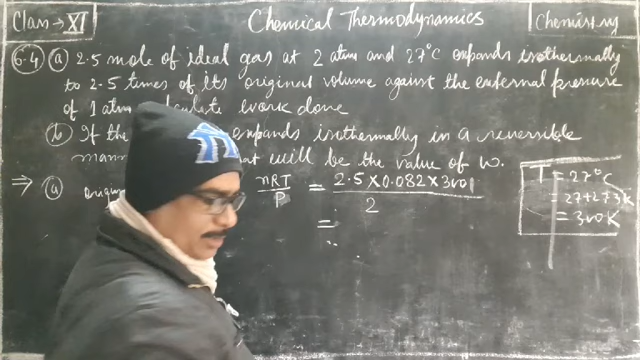 Class → XI
Chemical Thermodynamics
Chemistry
6.4 (a) 2.5 mole of ideal gas at 2 atm and 27°C expands isothermally
to 2.5 times of its original volume against the external pressure
of 1 atm. Calculate work done
(b) If the expands isothermally in a reversible
what will be the value of w.
⇒ (a) nRT/P = 2.5 × 0.082 × 300/2
=
T = 27°C
= 27+273 K
= 300 K